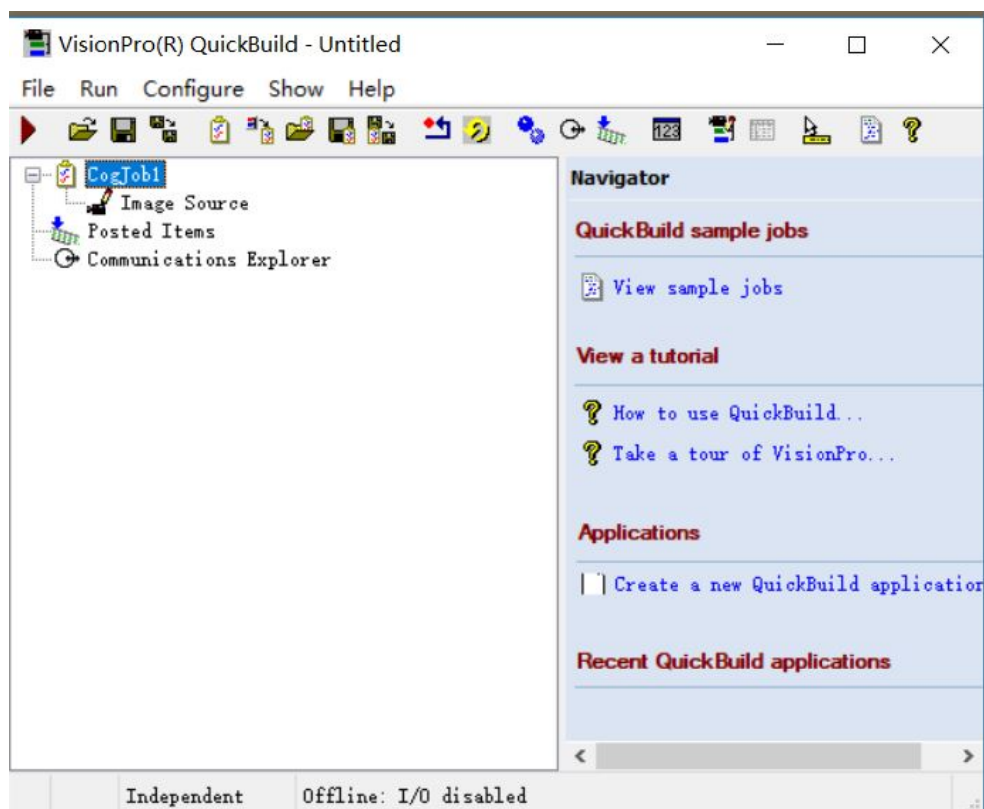 VisionPro(R) QuickBuild - Untitled
File Run Configure Show Help
123
CogJob1
Image Source
Posted Items
Communications Explorer
Navigator
QuickBuild sample jobs
View sample jobs
View a tutorial
How to use QuickBuild...
Take a tour of VisionPro...
Applications
Create a new QuickBuild application
Recent QuickBuild applications
Independent Offline: I/O disabled